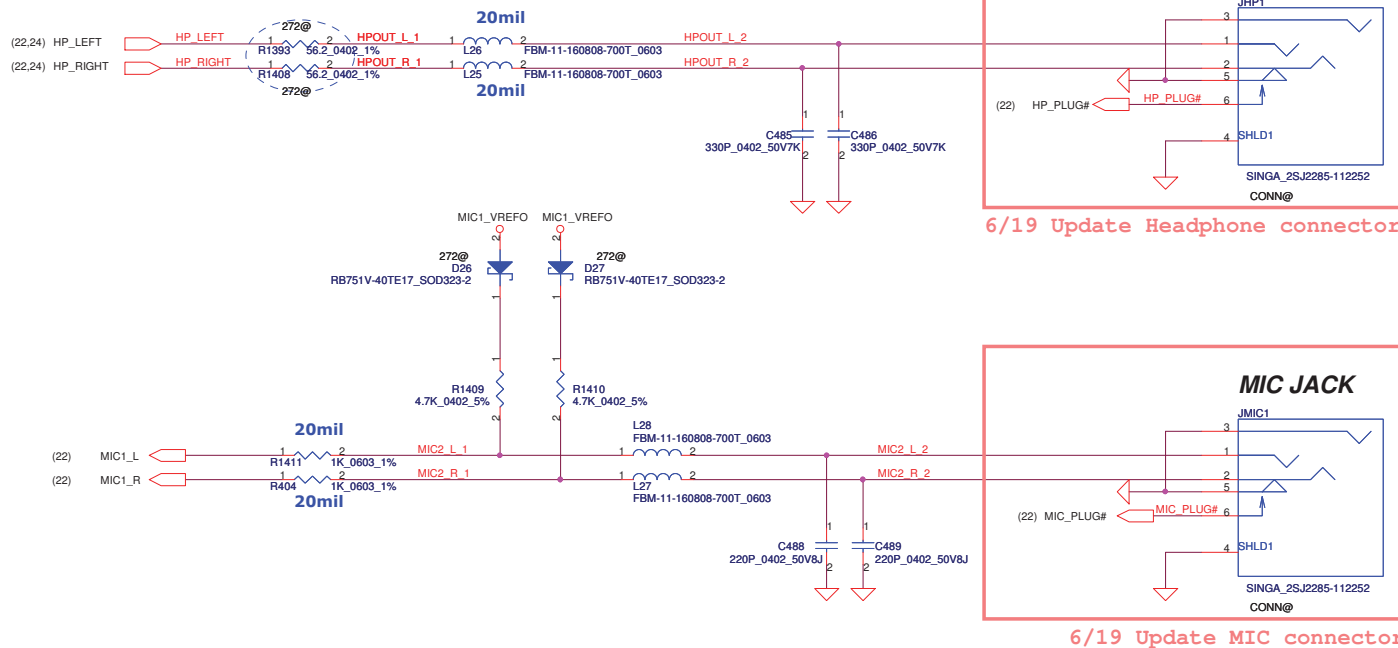 JHP1
20mil
272@
(22,24) HP_LEFT HP_LEFT 1 2 HPOUT_L_1 1 2 HPOUT_L_2 3
R1393 56.2_0402_1% L26 FBM-11-160808-700T_0603 1
(22,24) HP_RIGHT HP_RIGHT 1 2 HPOUT_R_1 1 2 HPOUT_R_2 2
R1408 56.2_0402_1% L25 FBM-11-160808-700T_0603 5
272@ 20mil
(22) HP_PLUG# HP_PLUG# 6
1 1
C485 C486
330P_0402_50V7K 330P_0402_50V7K
2 2
4 SHLD1
SINGA_2SJ2285-112252
CONN@
6/19 Update Headphone connector
MIC1_VREFO MIC1_VREFO
2 2
272@ 272@
D26 D27
RB751V-40TE17_SOD323-2 RB751V-40TE17_SOD323-2
1 1
1 1
R1409 R1410
4.7K_0402_5% 4.7K_0402_5%
2 2
MIC JACK
JMIC1
20mil
L28
FBM-11-160808-700T_0603
3
(22) MIC1_L 1 2 MIC2_L_1 1 2 MIC2_L_2 1
R1411 1K_0603_1%
(22) MIC1_R 1 2 MIC2_R_1 1 2 MIC2_R_2 2
R404 1K_0603_1% L27 5
20mil FBM-11-160808-700T_0603
(22) MIC_PLUG# MIC_PLUG# 6
1 1
C488 C489
220P_0402_50V8J 220P_0402_50V8J
2 2
4 SHLD1
SINGA_2SJ2285-112252
CONN@
6/19 Update MIC connector